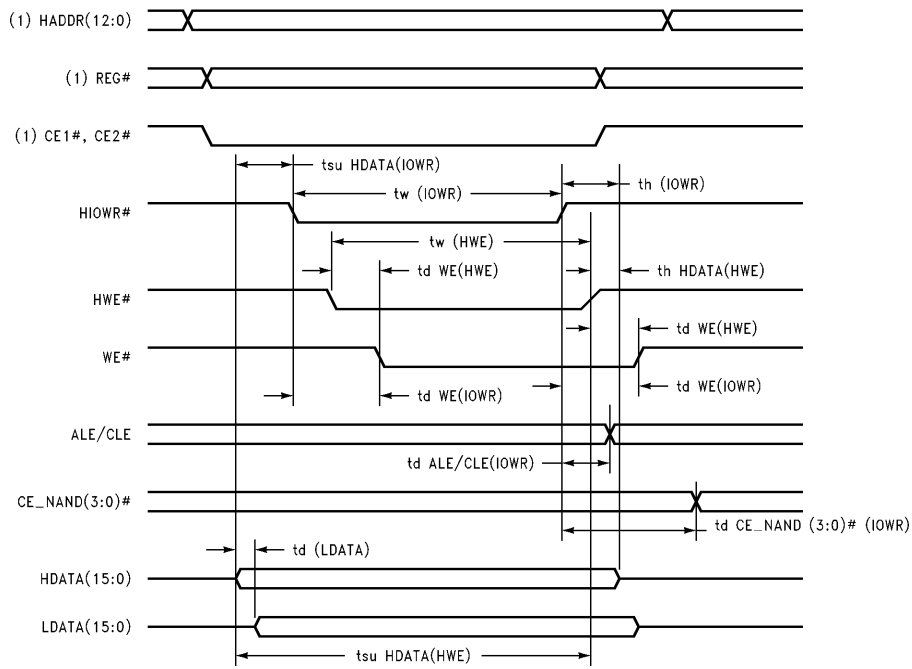 (1) HADDR(12:0)
(1) REG#
(1) CE1#, CE2#
tsu HDATA(IOWR)
th (IOWR)
tw (IOWR)
HIOWR#
tw (HWE)
td WE(HWE)
th HDATA(HWE)
HWE#
td WE(HWE)
WE#
td WE(IOWR)
td WE(IOWR)
ALE/CLE
td ALE/CLE(IOWR)
CE_NAND(3:0)#
td CE_NAND (3:0)# (IOWR)
td (LDATA)
HDATA(15:0)
LDATA(15:0)
tsu HDATA(HWE)